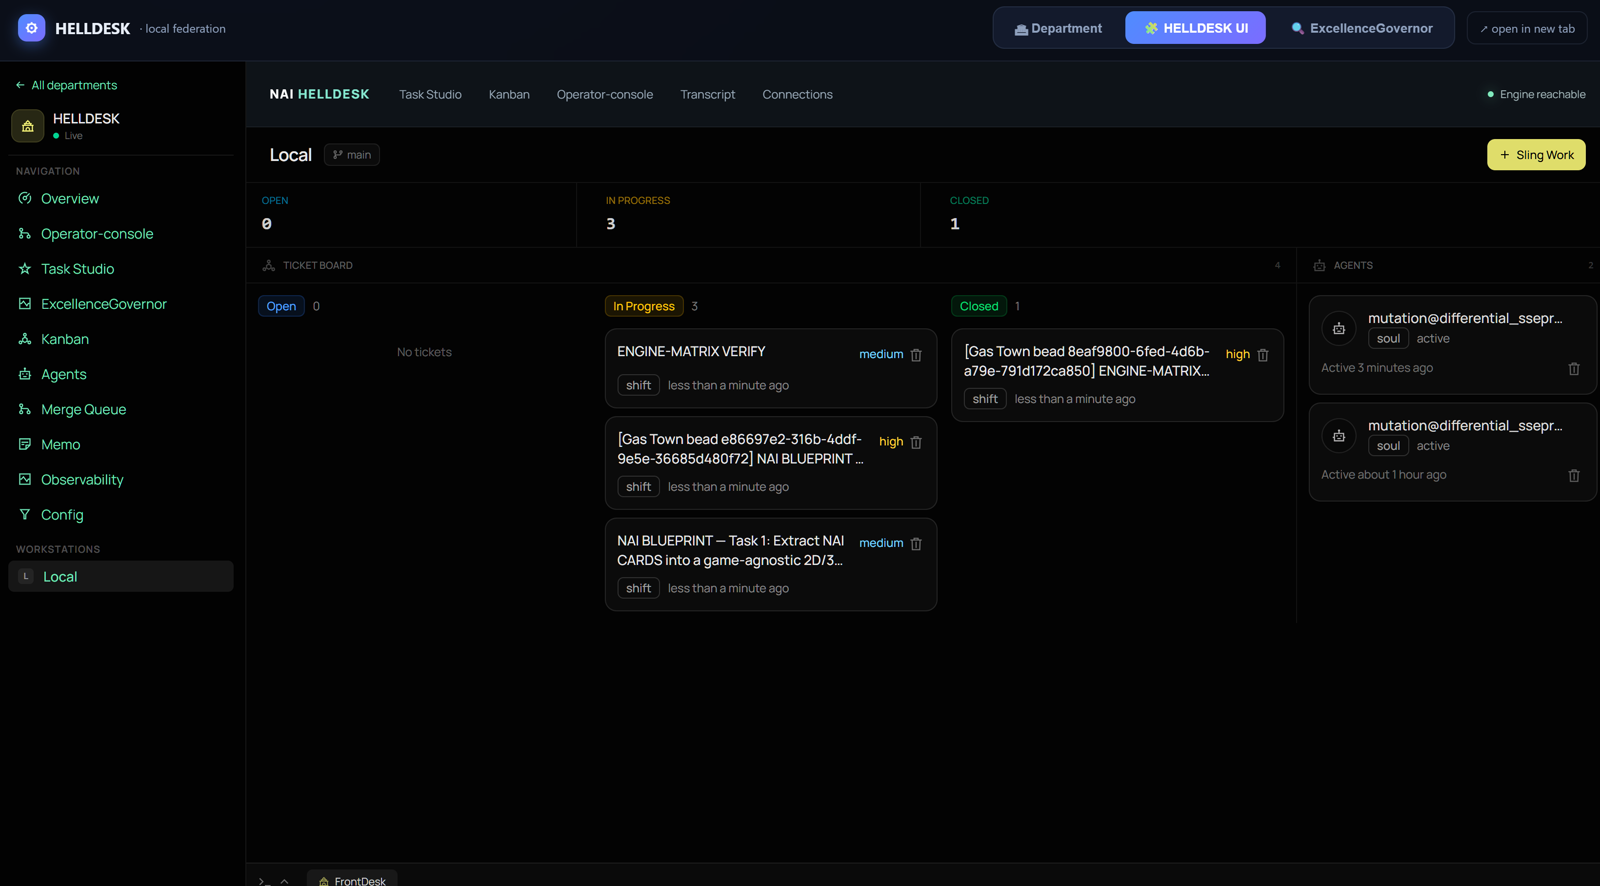 HELLDESK · local federation
Department
HELLDESK UI
ExcellenceGovernor
open in new tab
← All departments
HELLDESK
Live
NAVIGATION
Overview
Operator-console
Task Studio
ExcellenceGovernor
Kanban
Agents
Merge Queue
Memo
Observability
Config
WORKSTATIONS
L Local
NAI HELLDESK
Task Studio
Kanban
Operator-console
Transcript
Connections
Engine reachable
Local
main
+ Sling Work
OPEN
0
IN PROGRESS
3
CLOSED
1
TICKET BOARD
4
Open 0
No tickets
In Progress 3
ENGINE-MATRIX VERIFY
medium
shift less than a minute ago
[Gas Town bead e86697e2-316b-4ddf-
9e5e-36685d480f72] NAI BLUEPRINT ...
high
shift less than a minute ago
NAI BLUEPRINT — Task 1: Extract NAI
CARDS into a game-agnostic 2D/3...
medium
shift less than a minute ago
Closed 1
[Gas Town bead 8eaf9800-6fed-4d6b-
a79e-791d172ca850] ENGINE-MATRIX...
high
shift less than a minute ago
AGENTS
2
mutation@differential_ssepr...
soul active
Active 3 minutes ago
mutation@differential_ssepr...
soul active
Active about 1 hour ago
FrontDesk